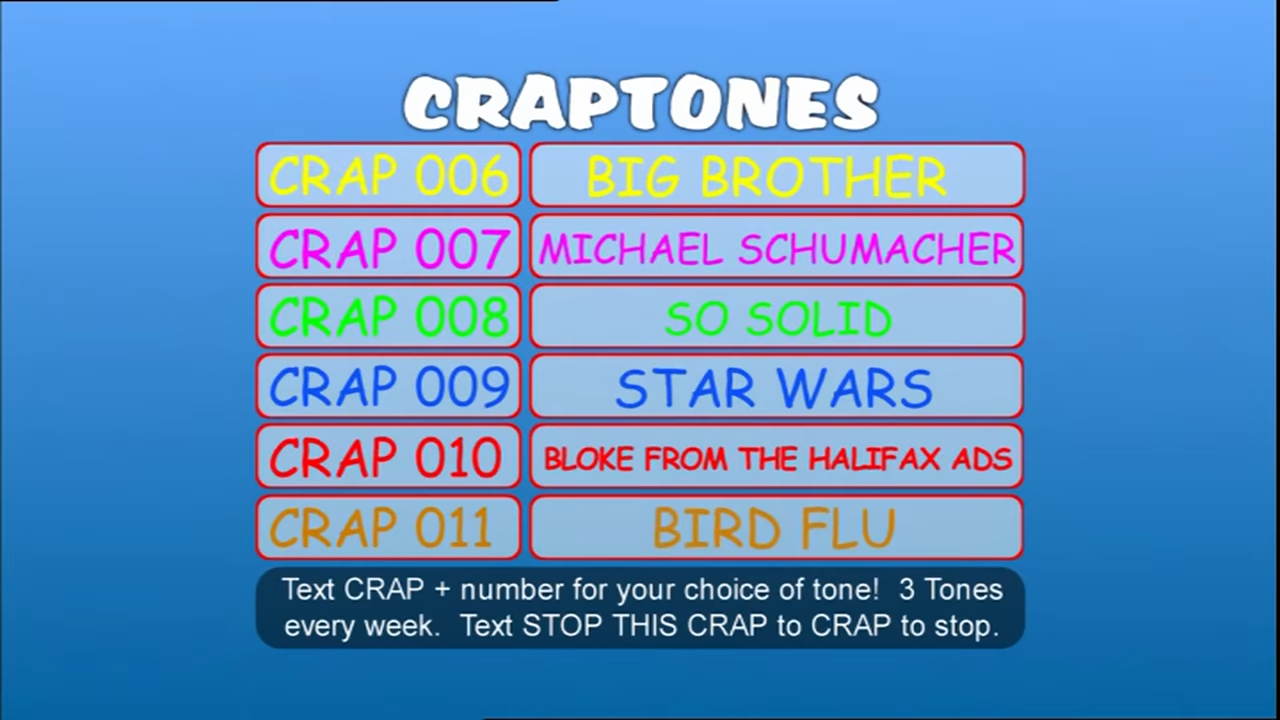 CRAPTONES
CRAP 006 BIG BROTHER
CRAP 007 MICHAEL SCHUMACHER
CRAP 008 SO SOLID
CRAP 009 STAR WARS
CRAP 010 BLOKE FROM THE HALIFAX ADS
CRAP 011 BIRD FLU
Text CRAP + number for your choice of tone! 3 Tones
every week. Text STOP THIS CRAP to CRAP to stop.